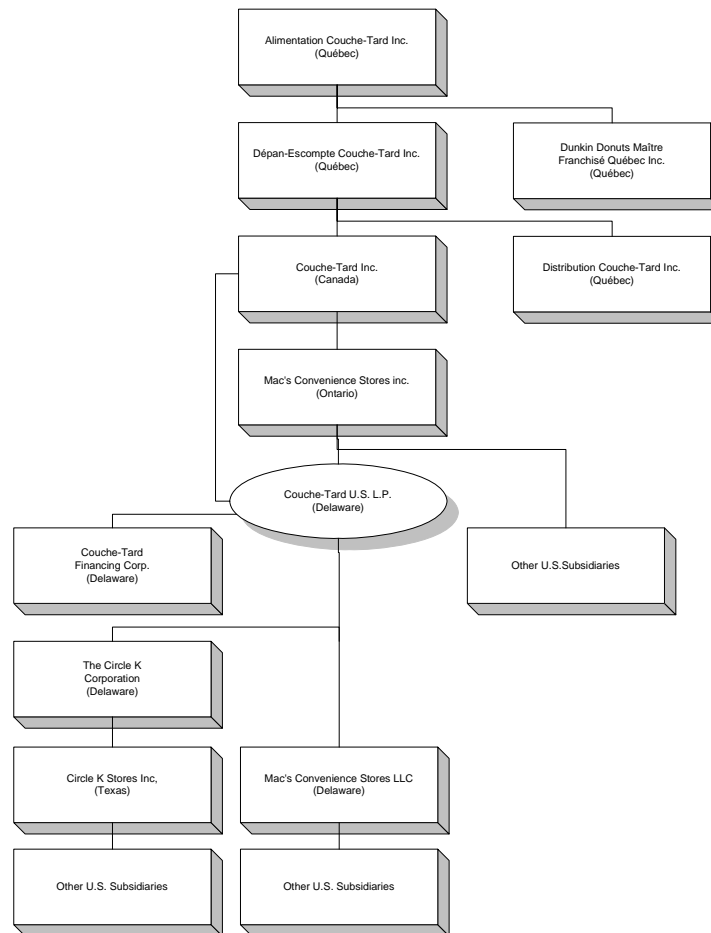 Alimentation Couche-Tard Inc.
(Québec)
Dépan-Escompte Couche-Tard Inc.
(Québec)
Dunkin Donuts Maître
Franchisé Québec Inc.
(Québec)
Couche-Tard Inc.
(Canada)
Distribution Couche-Tard Inc.
(Québec)
Mac's Convenience Stores inc.
(Ontario)
Couche-Tard U.S. L.P.
(Delaware)
Couche-Tard
Financing Corp.
(Delaware)
Other U.S.Subsidiaries
The Circle K
Corporation
(Delaware)
Circle K Stores Inc,
(Texas)
Mac's Convenience Stores LLC
(Delaware)
Other U.S. Subsidiaries
Other U.S. Subsidiaries